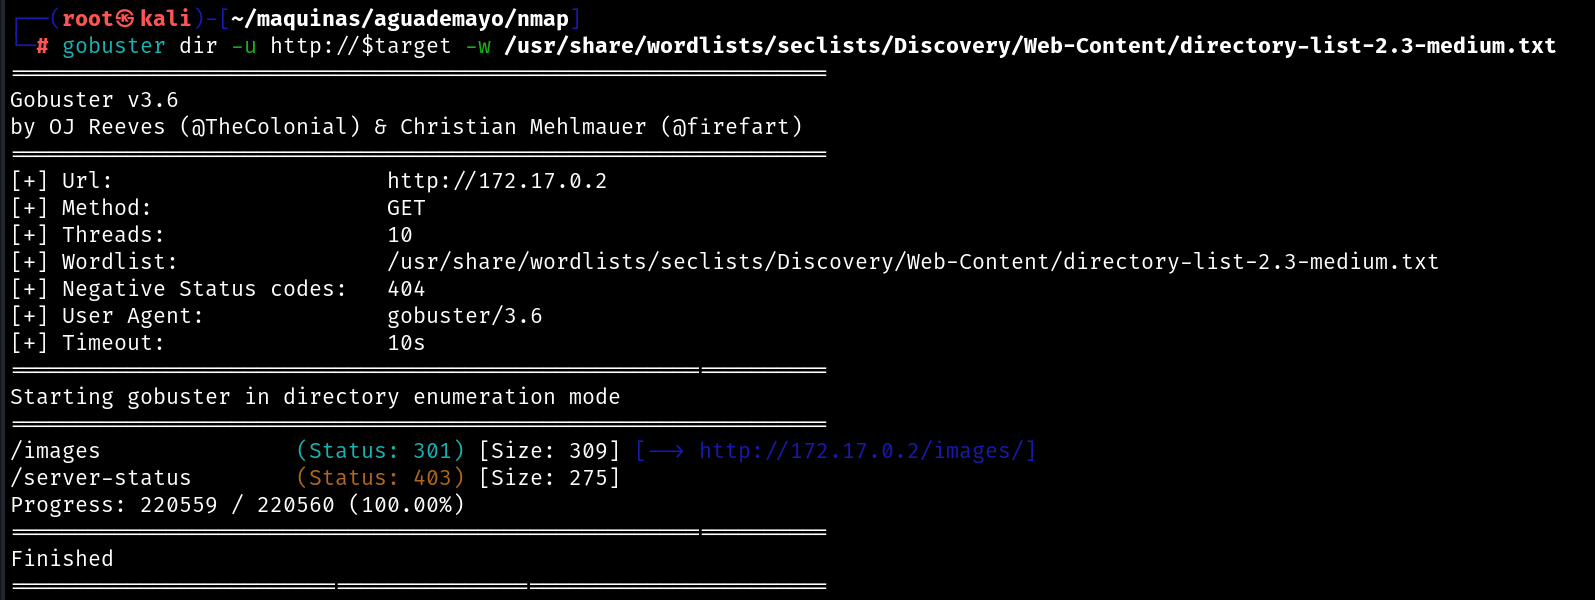 ┌──(root㉿kali)-[~/maquinas/aguademayo/nmap]
└─# gobuster dir -u http://$target -w /usr/share/wordlists/seclists/Discovery/Web-Content/directory-list-2.3-medium.txt
===============================================================
Gobuster v3.6
by OJ Reeves (@TheColonial) & Christian Mehlmauer (@firefart)
===============================================================
[+] Url:                     http://172.17.0.2
[+] Method:                  GET
[+] Threads:                 10
[+] Wordlist:                /usr/share/wordlists/seclists/Discovery/Web-Content/directory-list-2.3-medium.txt
[+] Negative Status codes:   404
[+] User Agent:              gobuster/3.6
[+] Timeout:                 10s
===============================================================
Starting gobuster in directory enumeration mode
===============================================================
/images               (Status: 301) [Size: 309] [--> http://172.17.0.2/images/]
/server-status        (Status: 403) [Size: 275]
Progress: 220559 / 220560 (100.00%)
===============================================================
Finished
===============================================================